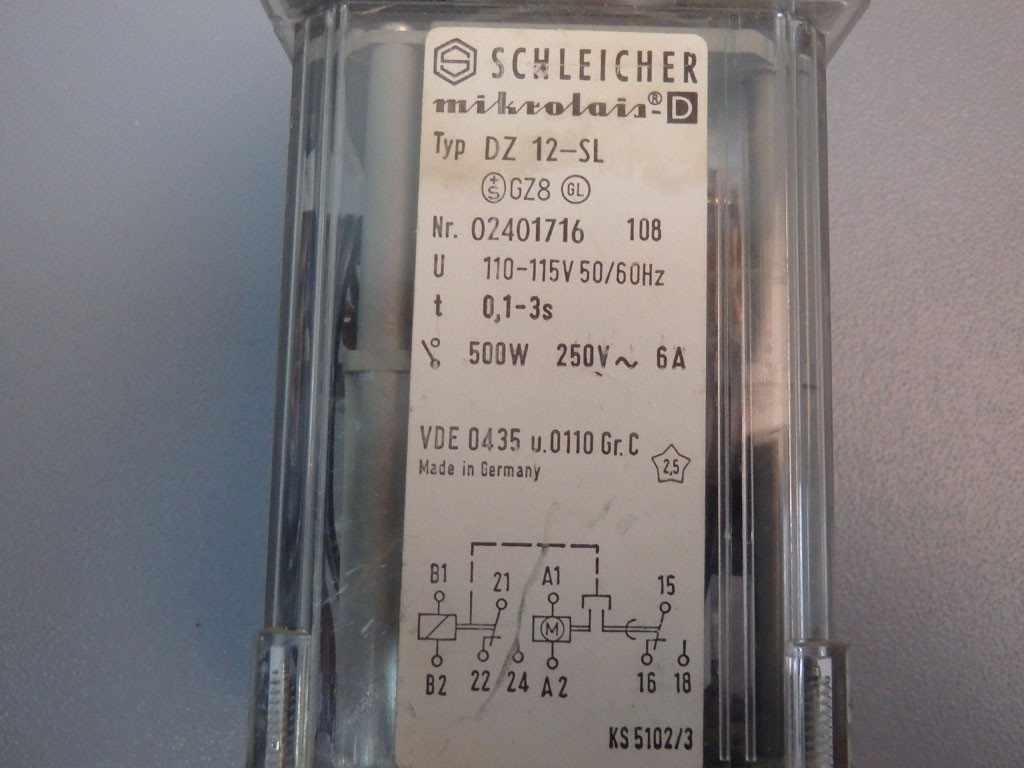 SCHLEICHER
mikrolais®-D
Typ DZ 12-SL
+S GZ8 GL
Nr. 02401716 108
U 110-115V 50/60Hz
t 0,1-3s
500W 250V~ 6A
VDE 0435 u.0110 Gr.C
Made in Germany
2,5
B1 21 A1 15
M
B2 22 24 A2 16 18
KS 5102/3